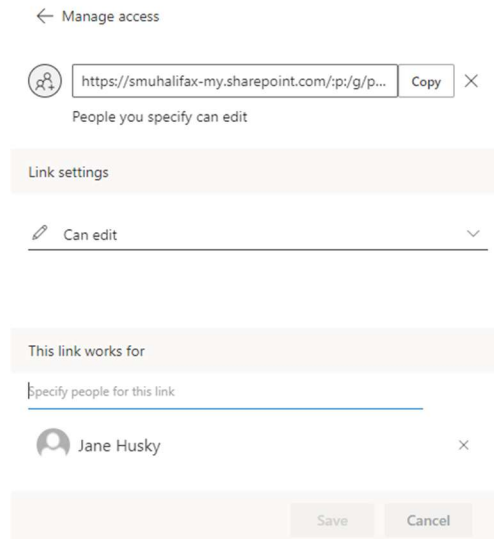 Manage access
https://smuhalifax-my.sharepoint.com/:p:/g/p... Copy
People you specify can edit
Link settings
Can edit
This link works for
Specify people for this link
Jane Husky
Save Cancel